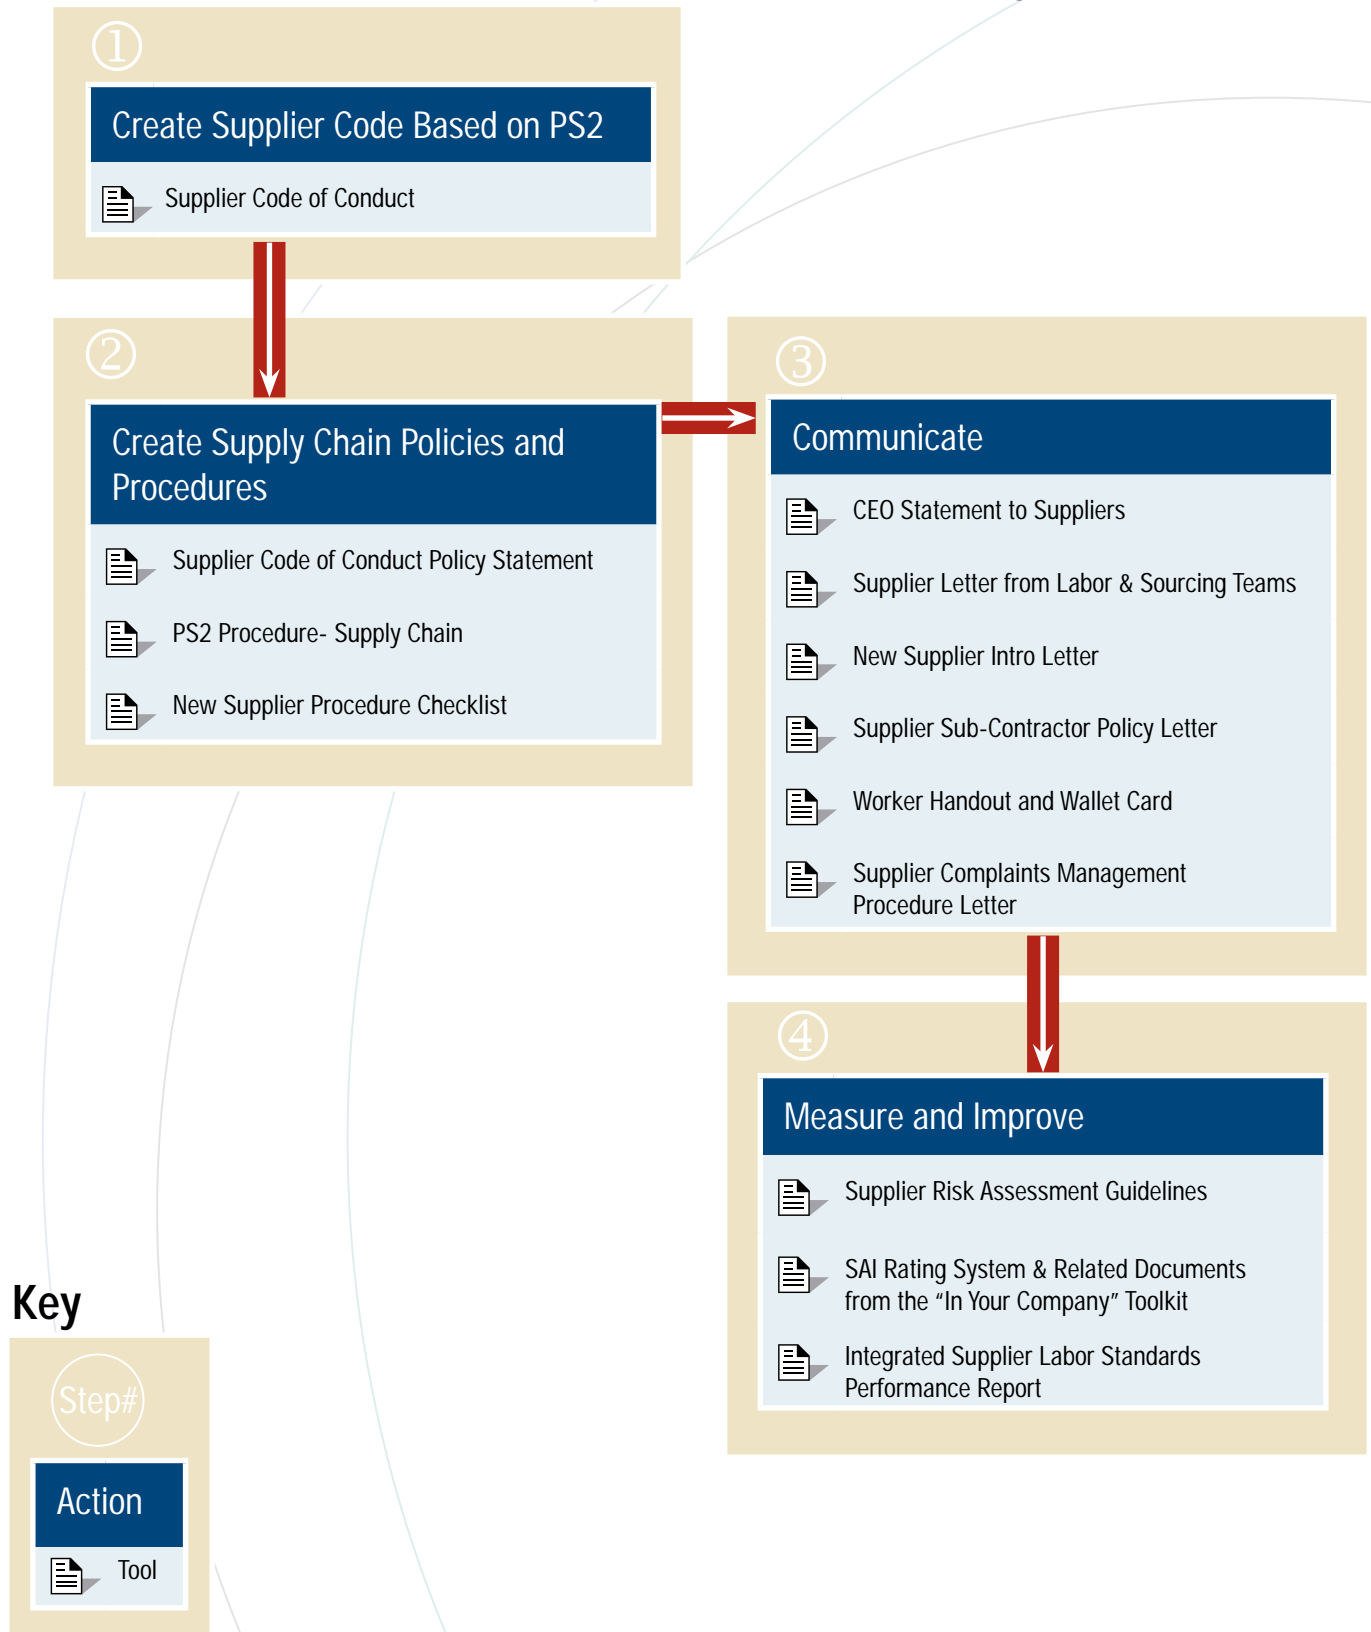 ①
Create Supplier Code Based on PS2
Supplier Code of Conduct
②
Create Supply Chain Policies and
Procedures
Supplier Code of Conduct Policy Statement
PS2 Procedure- Supply Chain
New Supplier Procedure Checklist
③
Communicate
CEO Statement to Suppliers
Supplier Letter from Labor & Sourcing Teams
New Supplier Intro Letter
Supplier Sub-Contractor Policy Letter
Worker Handout and Wallet Card
Supplier Complaints Management
Procedure Letter
④
Measure and Improve
Supplier Risk Assessment Guidelines
SAI Rating System & Related Documents
from the “In Your Company” Toolkit
Integrated Supplier Labor Standards
Performance Report
Key
Step#
Action
Tool